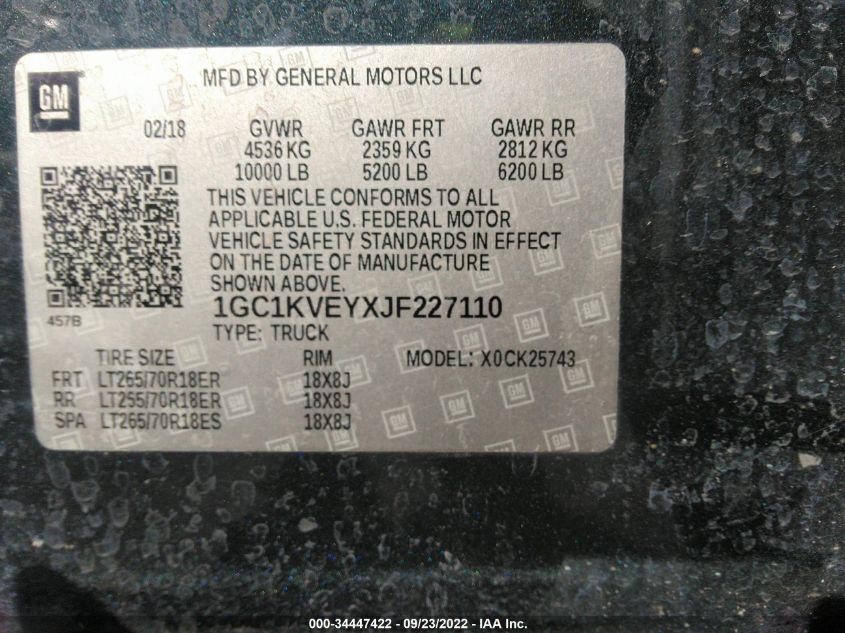 MFD BY GENERAL MOTORS LLC
GM
02/18 GVWR GAWR FRT GAWR RR
4536 KG 2359 KG 2812 KG
10000 LB 5200 LB 6200 LB
THIS VEHICLE CONFORMS TO ALL
APPLICABLE U.S. FEDERAL MOTOR
VEHICLE SAFETY STANDARDS IN EFFECT
ON THE DATE OF MANUFACTURE
SHOWN ABOVE.
457B
1GC1KVEYXJF227110
TYPE: TRUCK
TIRE SIZE RIM MODEL: X0CK25743
FRT LT265/70R18ER 18X8J
RR LT265/70R18ER 18X8J
SPA LT265/70R18ES 18X8J
000-34447422 - 09/23/2022 - IAA Inc.